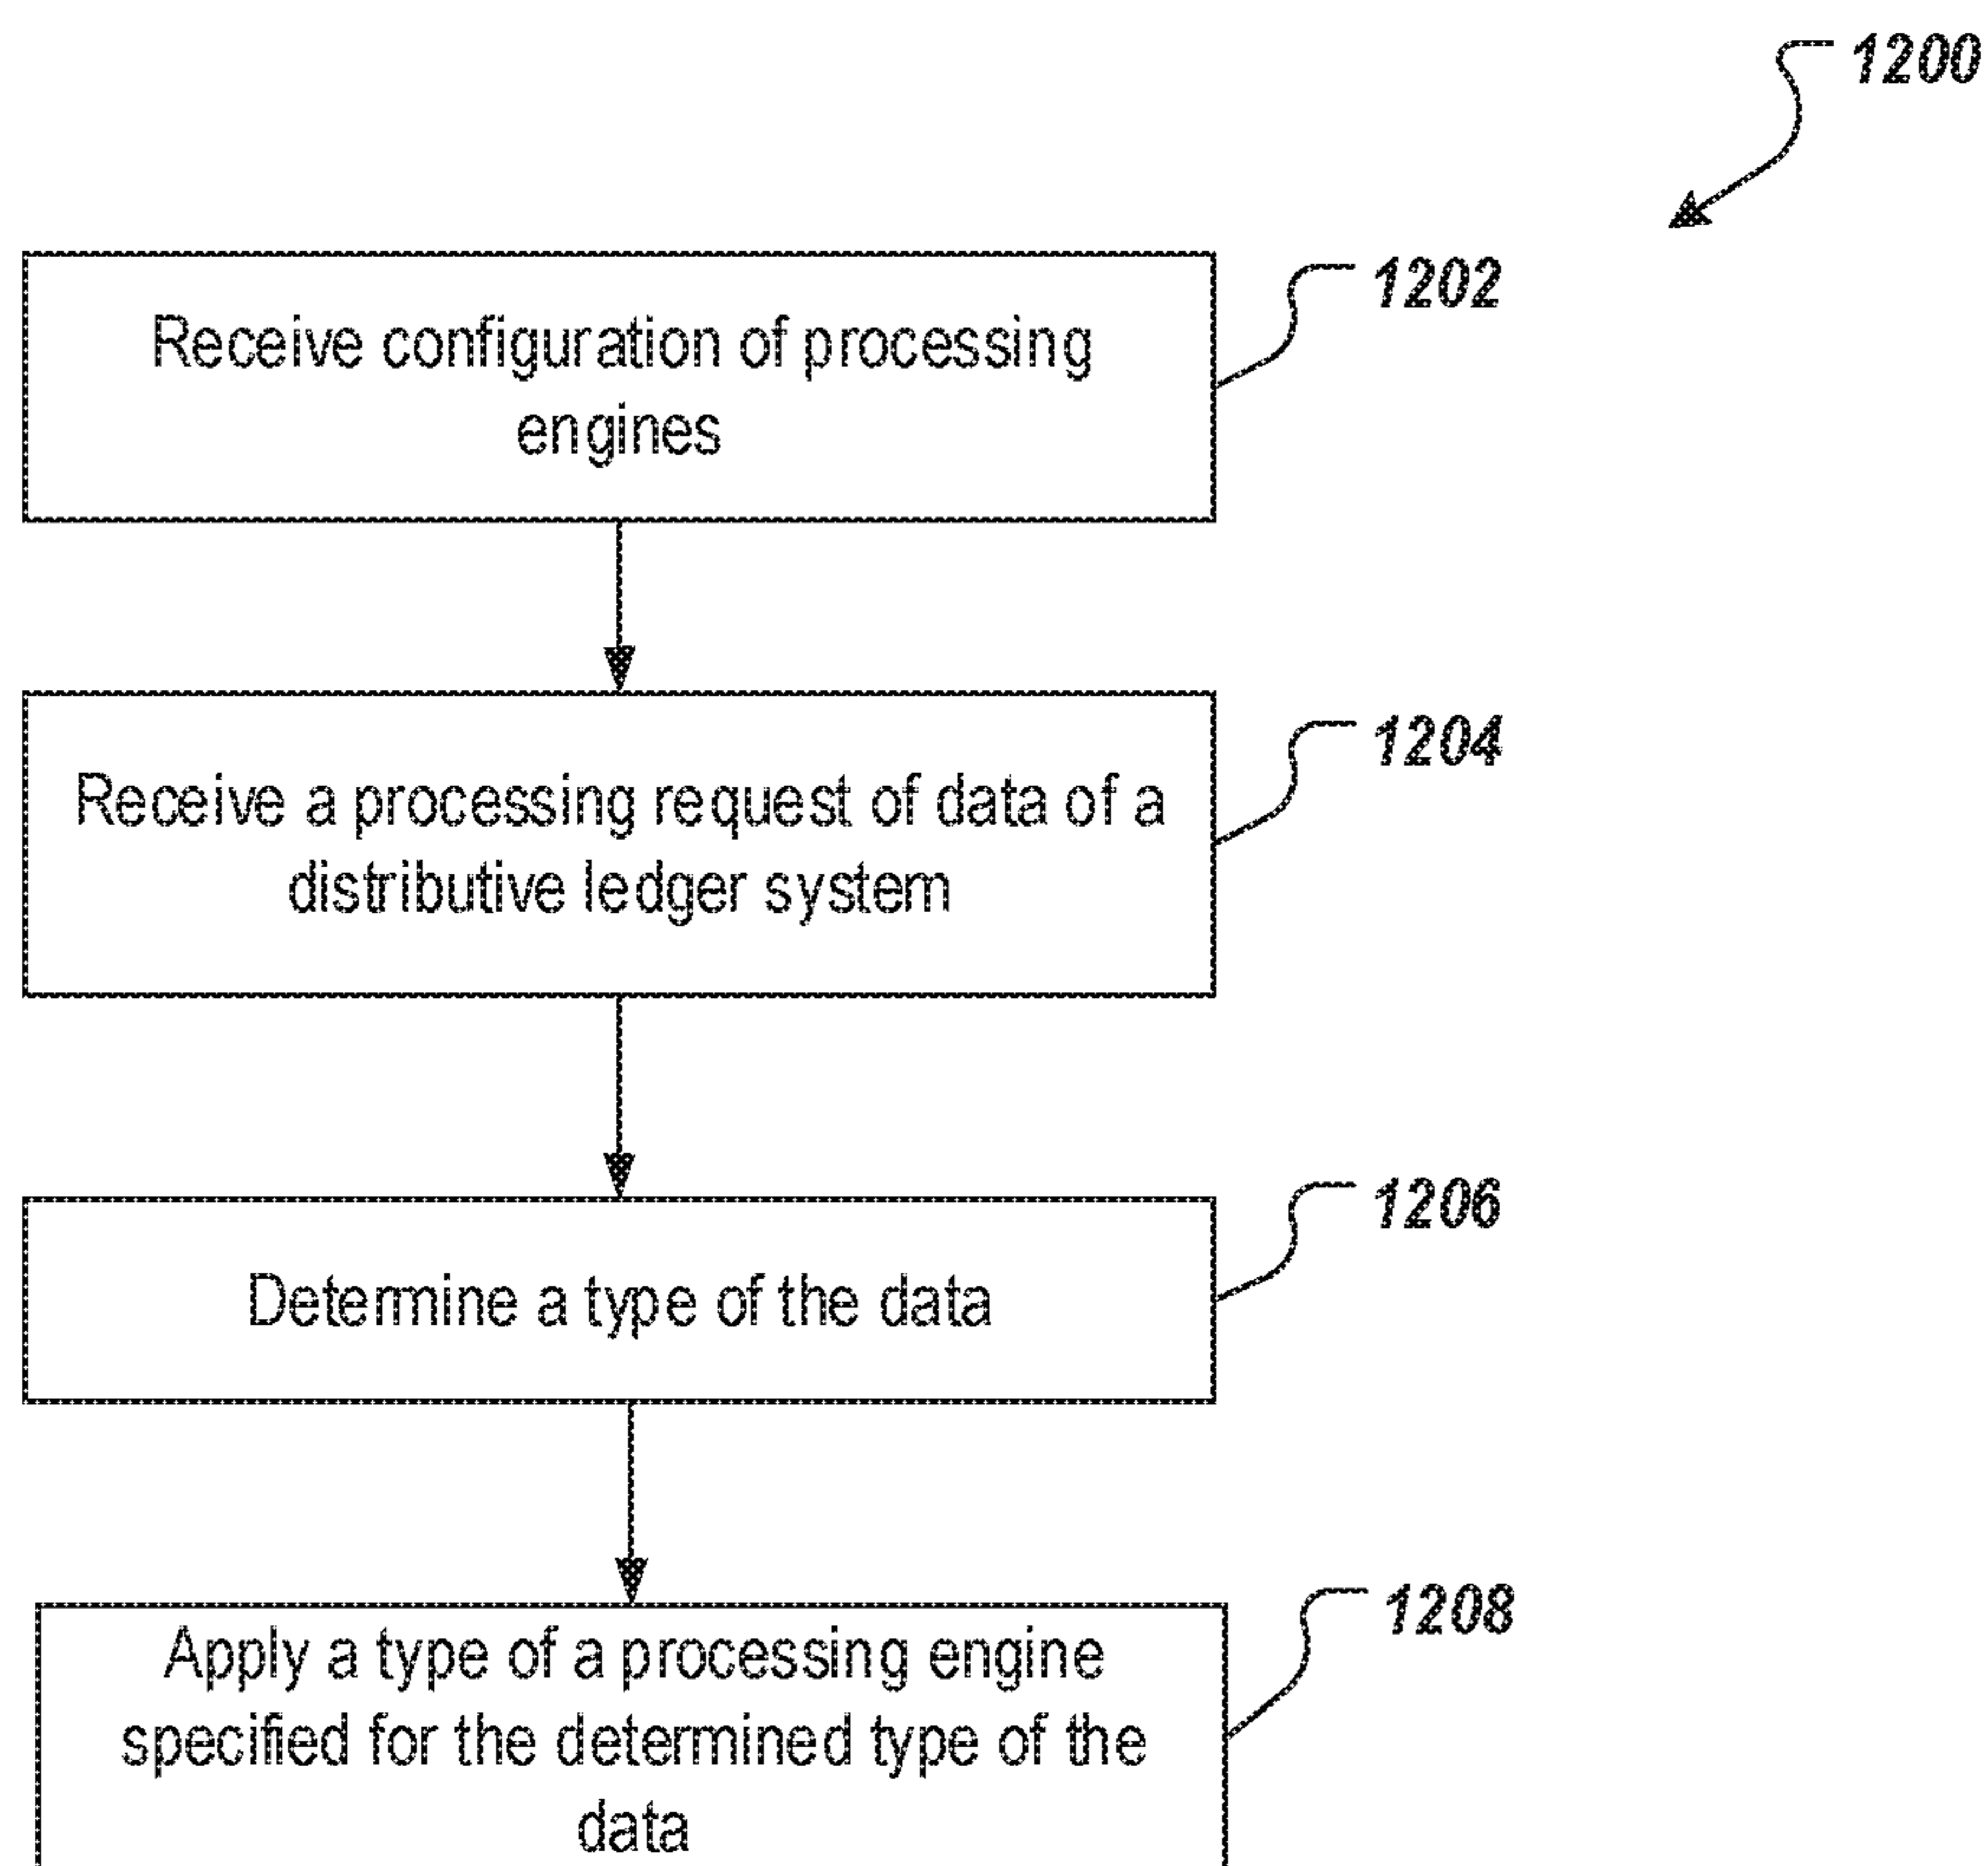 1200
Receive configuration of processing
engines
1202
Receive a processing request of data of a
distributive ledger system
1204
Determine a type of the data
1206
Apply a type of a processing engine
specified for the determined type of the
data
1208